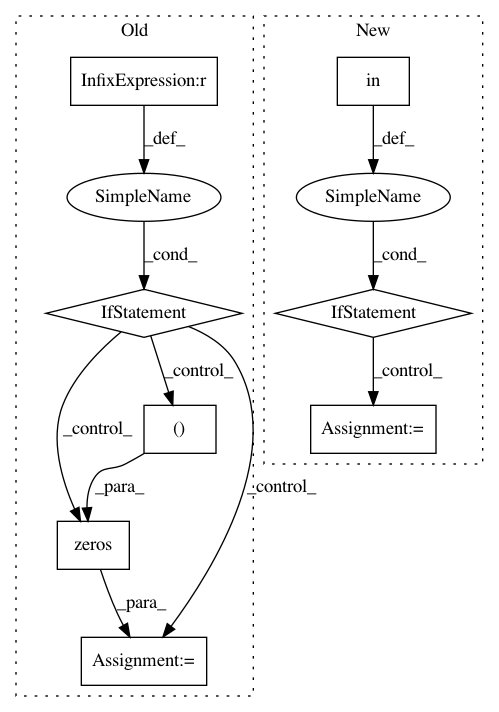 Old
New
InfixExpression:r
in
_def_
_def_
SimpleName
SimpleName
_cond_
_cond_
IfStatement
IfStatement
_control_
_control_
_control_
()
Assignment:=
_para_
_control_
zeros
_para_
Assignment:=